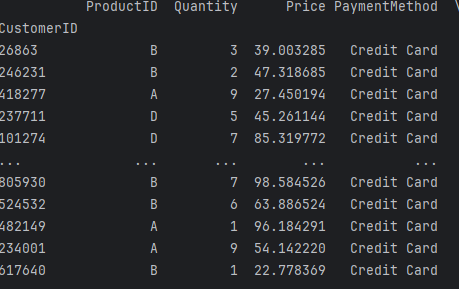 ProductID Quantity Price PaymentMethod \
CustomerID
26863 B 3 39.003285 Credit Card
246231 B 2 47.318685 Credit Card
418277 A 9 27.450194 Credit Card
237711 D 5 45.261144 Credit Card
101274 D 7 85.319772 Credit Card
... ... ... ... ...
805930 B 7 98.584526 Credit Card
524532 B 6 63.886524 Credit Card
482149 A 1 96.184291 Credit Card
234001 A 9 54.142220 Credit Card
617640 B 1 22.778369 Credit Card